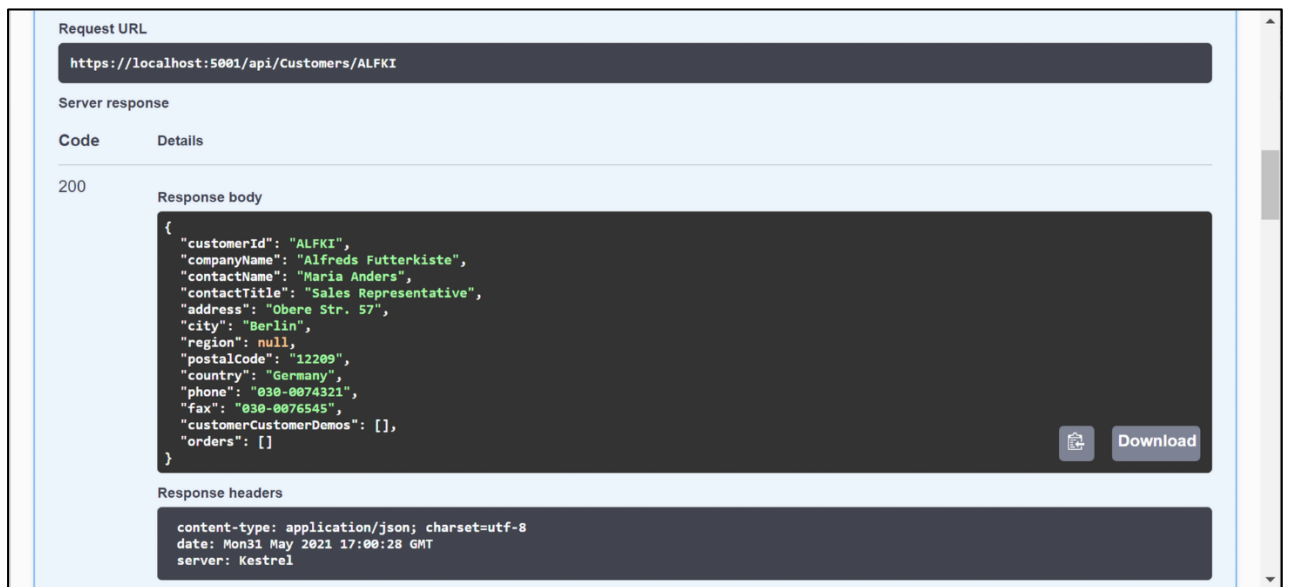 Request URL
https://localhost:5001/api/Customers/ALFKI
Server response
Code Details
200
Response body
{
"customerId": "ALFKI",
"companyName": "Alfreds Futterkiste",
"contactName": "Maria Anders",
"contactTitle": "Sales Representative",
"address": "Obere Str. 57",
"city": "Berlin",
"region": null,
"postalCode": "12209",
"country": "Germany",
"phone": "030-0074321",
"fax": "030-0076545",
"customerCustomerDemos": [],
"orders": []
}
Download
Response headers
content-type: application/json; charset=utf-8
date: Mon31 May 2021 17:00:28 GMT
server: Kestrel